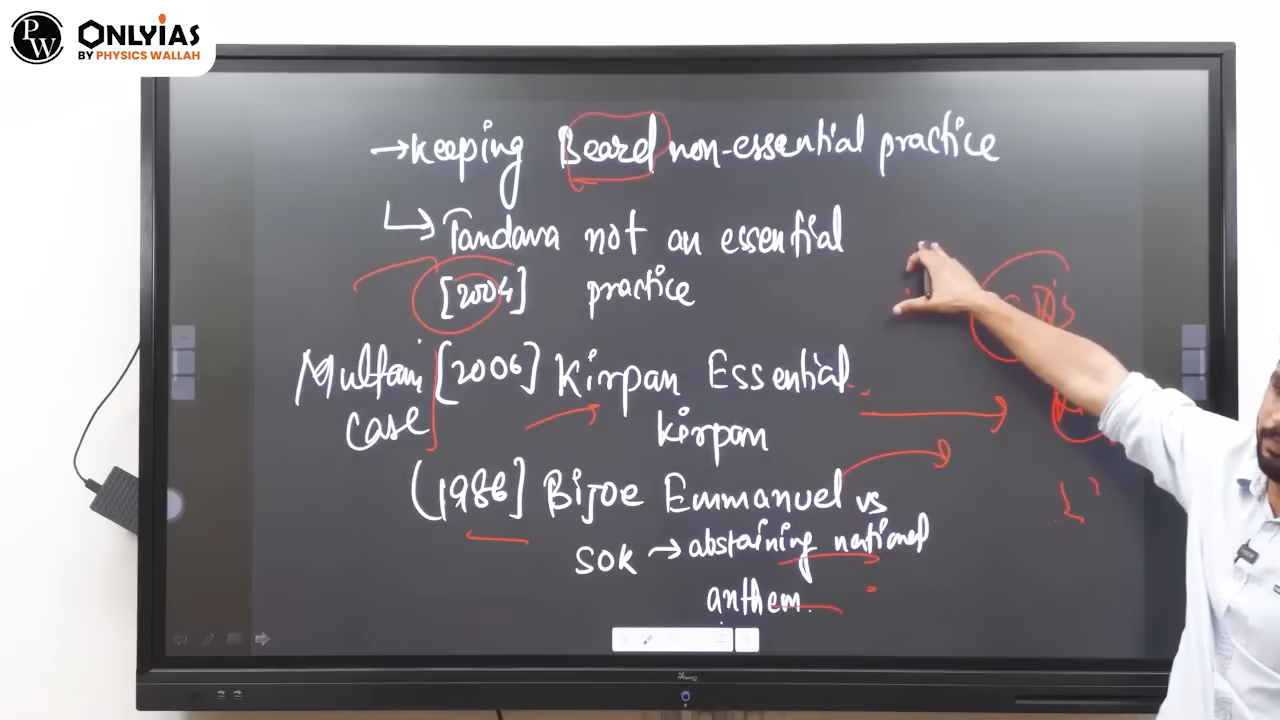 PW ONLYIAS
BY PHYSICS WALLAH
→ Keeping Beard non-essential practice
↳ Tandava not an essential
[2004] practice
Multani [2006] Kirpan Essential
case Kirpan
(1986] Bijoe Emmanuel vs
SOK → abstaining national
anthem.